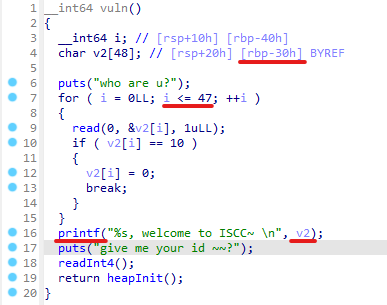 1 __int64 vuln()
2 {
3 __int64 i; // [rsp+10h] [rbp-40h]
4 char v2[48]; // [rsp+20h] [rbp-30h] BYREF
5
6 puts("who are u?");
7 for ( i = 0LL; i <= 47; ++i )
8 {
9 read(0, &v2[i], 1uLL);
10 if ( v2[i] == 10 )
11 {
12 v2[i] = 0;
13 break;
14 }
15 }
16 printf("%s, welcome to ISCC~ \n", v2);
17 puts("give me your id ~~?");
18 readInt4();
19 return heapInit();
20 }